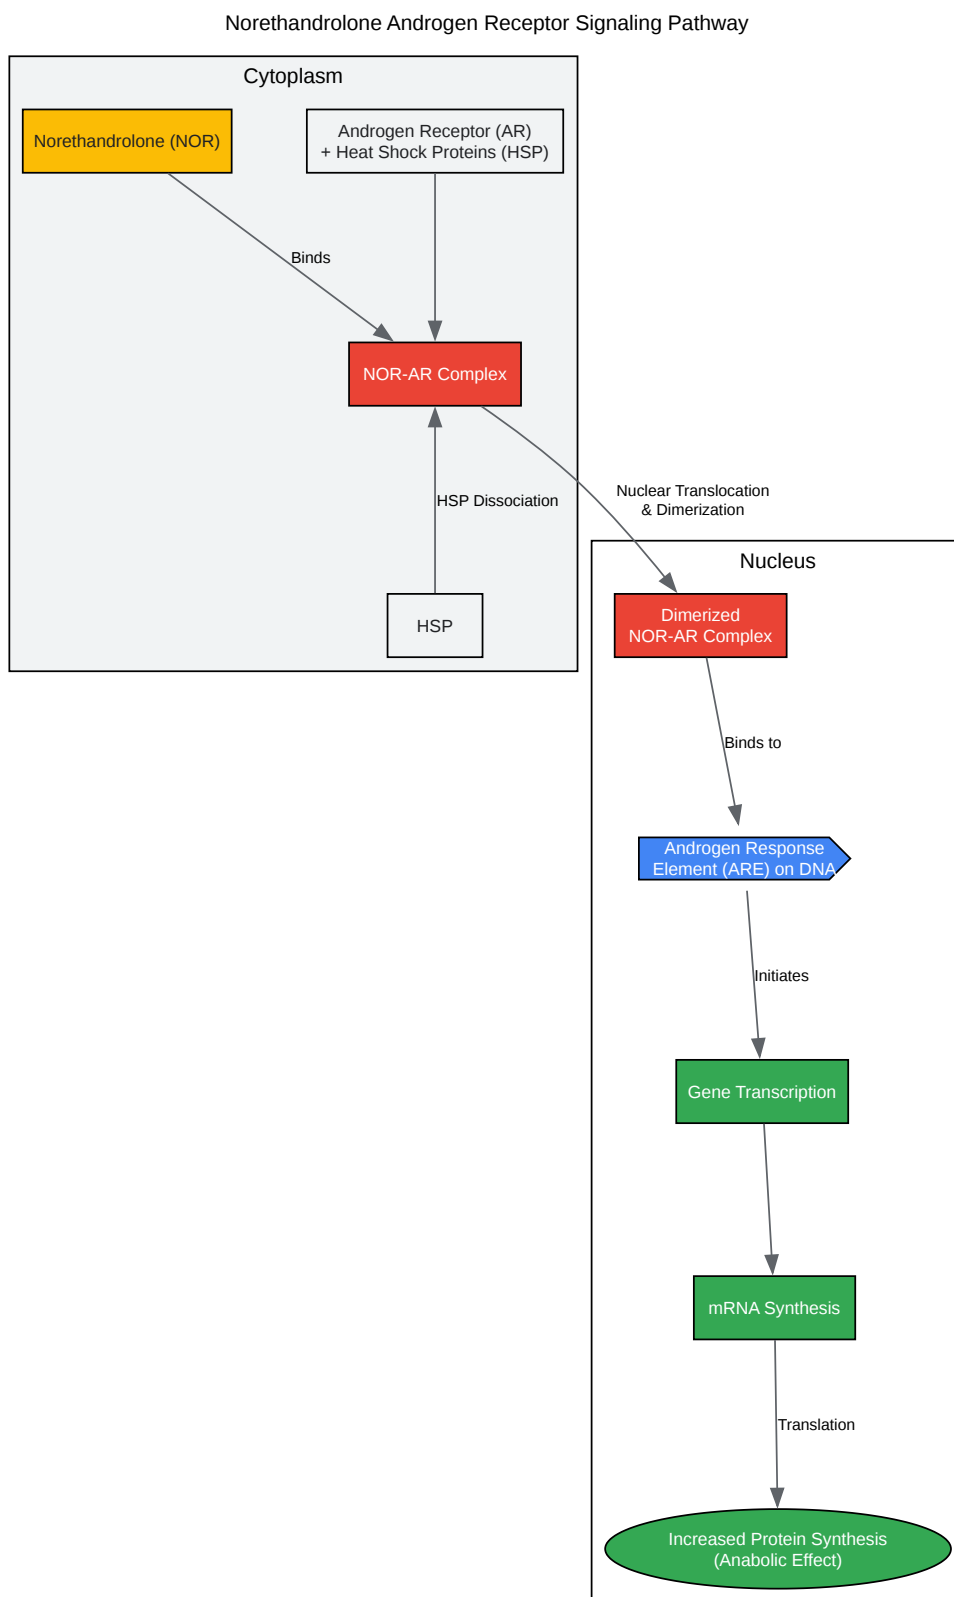 Norethandrolone Androgen Receptor Signaling Pathway
Cytoplasm
Norethandrolone (NOR)
Androgen Receptor (AR)
+ Heat Shock Proteins (HSP)
Binds
NOR-AR Complex
HSP Dissociation
HSP
Nuclear Translocation
& Dimerization
Nucleus
Dimerized
NOR-AR Complex
Binds to
Androgen Response
Element (ARE) on DNA
Initiates
Gene Transcription
mRNA Synthesis
Translation
Increased Protein Synthesis
(Anabolic Effect)